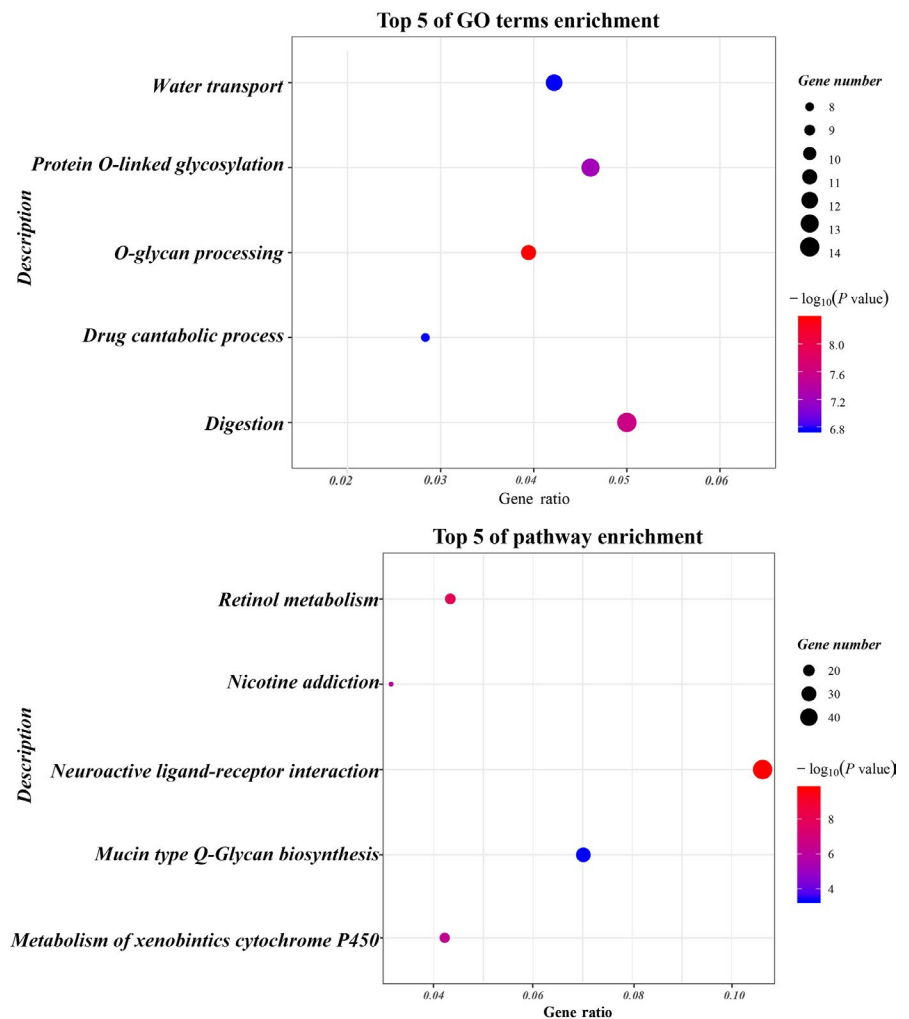 Top 5 of GO terms enrichment
Description
Water transport
Protein O-linked glycosylation
O-glycan processing
Drug cantabolic process
Digestion
0.02 0.03 0.04 0.05 0.06
Gene ratio
Gene number
8
9
10
11
12
13
14
− log10(P value)
8.0
7.6
7.2
6.8
Top 5 of pathway enrichment
Description
Retinol metabolism
Nicotine addiction
Neuroactive ligand-receptor interaction
Mucin type Q-Glycan biosynthesis
Metabolism of xenobintics cytochrome P450
0.04 0.06 0.08 0.10
Gene ratio
Gene number
20
30
40
− log10(P value)
8
6
4